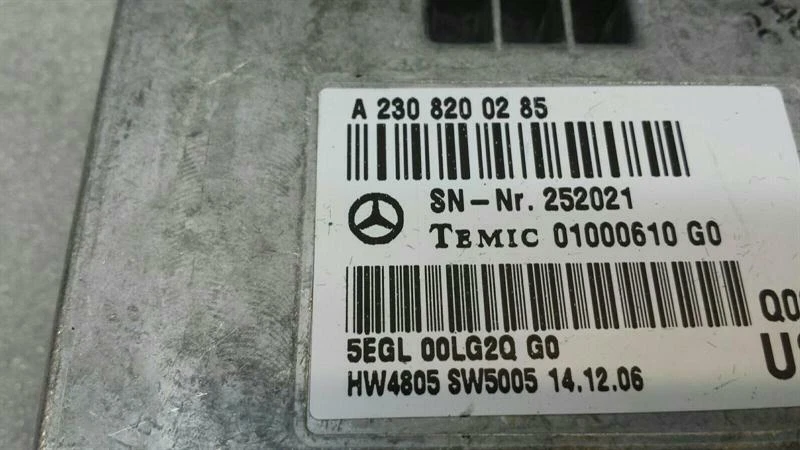 A 230 820 02 85
SN-Nr. 252021
TEMIC 01000610 G0
5EGL 00LG2Q G0
HW4805 SW5005 14.12.06